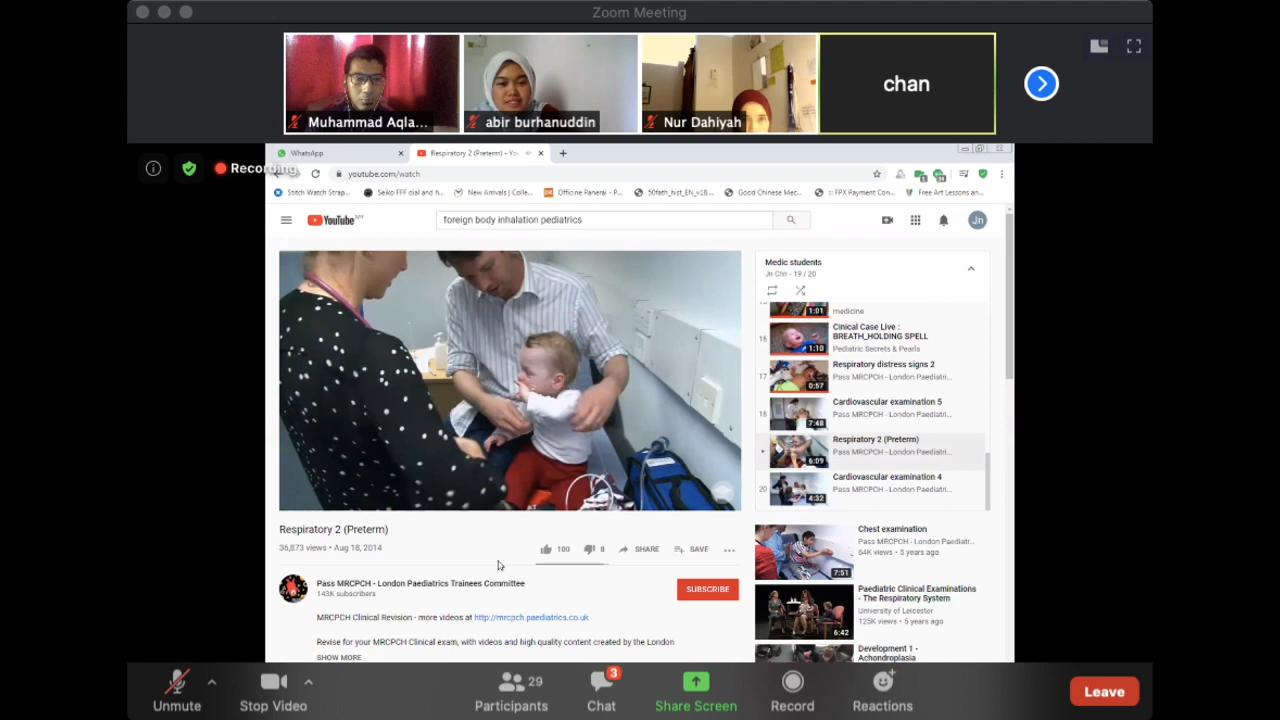 Zoom Meeting
Muhammad Aqla...
abir burhanuddin
Nur Dahiyah
chan
Recording
WhatsApp
Respiratory 2 (Preterm) - Yo
youtube.com/watch
Stitch Watch Strap...
Seiko FFF dial and h...
New Arrivals | Colle...
Officine Panerai - P...
50fath_hist_EN_v18...
Good Chinese Mec...
:: FPX Payment Con...
Free Art Lessons an...
YouTube MY
foreign body inhalation pediatrics
Jn
Medic students
Jn Chn - 19 / 20
1:01
medicine
16
1:10
Cinical Case Live :
BREATH_HOLDING SPELL
Pediatric Secrets & Pearls
17
0:57
Respiratory distress signs 2
Pass MRCPCH - London Paediatri...
18
7:48
Cardiovascular examination 5
Pass MRCPCH - London Paediatri...
6:09
Respiratory 2 (Preterm)
Pass MRCPCH - London Paediatri...
20
4:32
Cardiovascular examination 4
Pass MRCPCH - London Paediatri...
Respiratory 2 (Preterm)
36,873 views • Aug 18, 2014
100
8
SHARE
SAVE
Pass MRCPCH - London Paediatrics Trainees Committee
143K subscribers
SUBSCRIBE
MRCPCH Clinical Revision - more videos at http://mrcpch.paediatrics.co.uk
Revise for your MRCPCH Clinical exam, with videos and high quality content created by the London
SHOW MORE
7:51
Chest examination
Pass MRCPCH - London Paediatr...
64K views • 5 years ago
6:42
Paediatric Clinical Examinations
- The Respiratory System
University of Leicester
125K views • 5 years ago
Development 1 -
Achondroplasia
Unmute
Stop Video
29
Participants
3
Chat
Share Screen
Record
Reactions
Leave